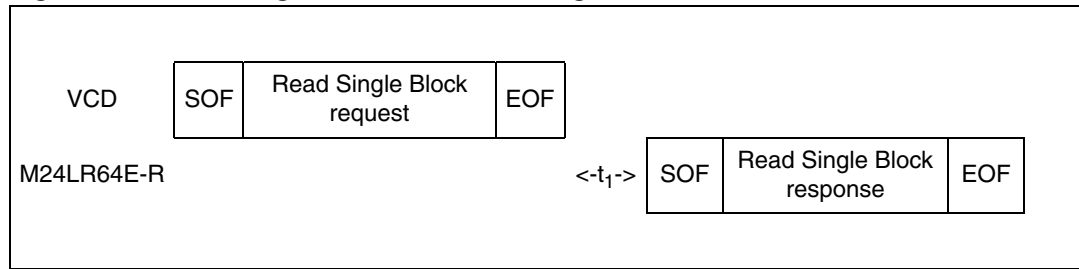 VCD
SOF
Read Single Block
request
EOF
M24LR64E-R
<-t₁->
SOF
Read Single Block
response
EOF